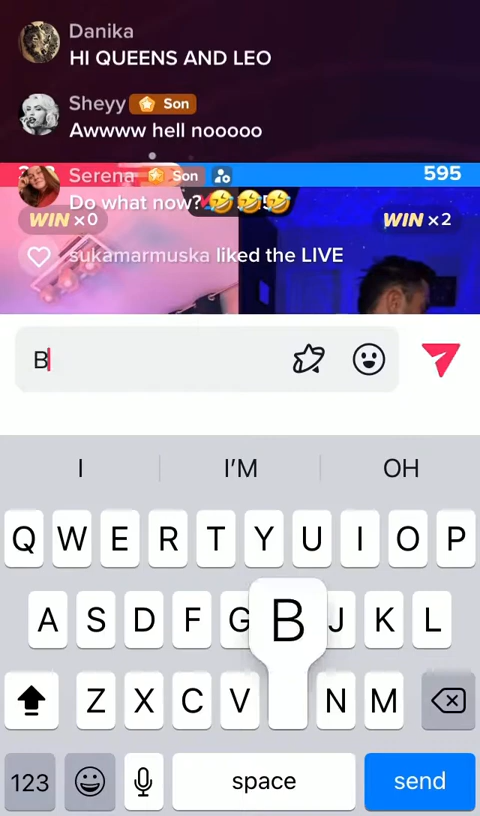 Danika
HI QUEENS AND LEO
Sheyy Son
Awwww hell nooooo
Serena Son
595
Do what now? 🤣🤣🤣
WIN ×0
WIN ×2
sukamarmuska liked the LIVE
B
I
I'M
OH
Q W E R T Y U I O P
A S D F G B J K L
Z X C V N M
123
space
send